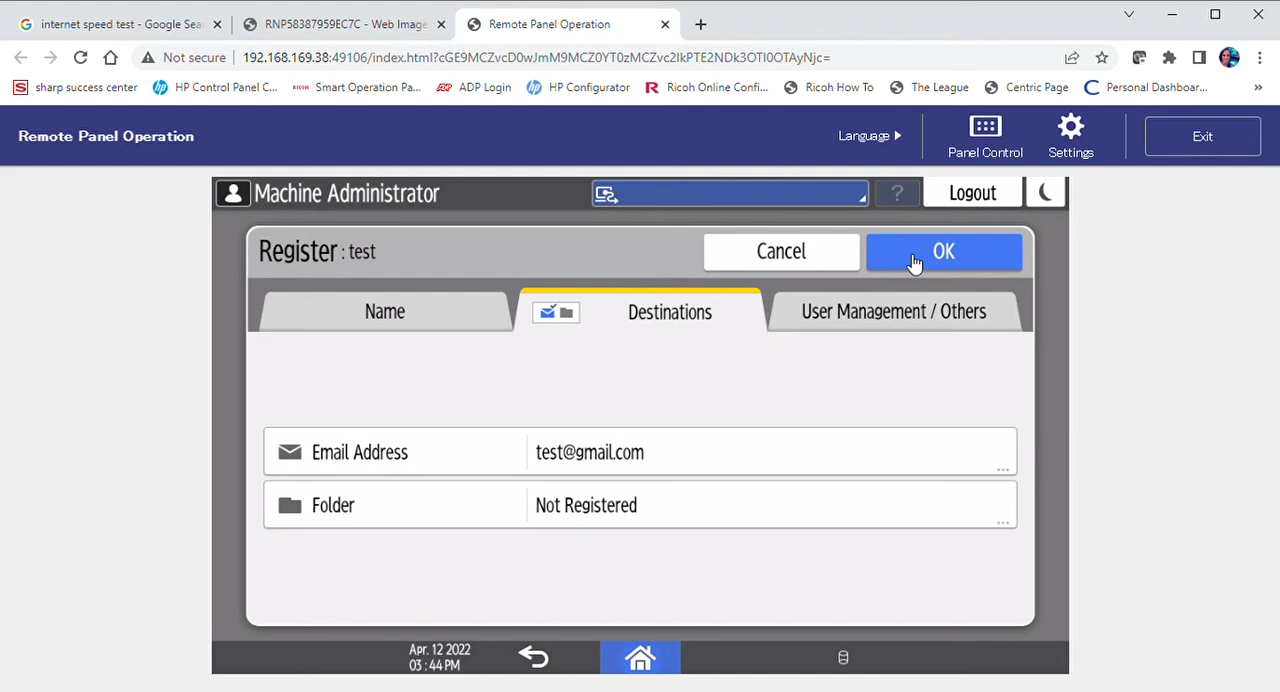 internet speed test - Google Sea
RNP58387959EC7C - Web Image
Remote Panel Operation
Not secure
192.168.169.38:49106/index.html?
sharp success center
HP Control Panel C...
RICOH Smart Operation Pa...
ADP Login
HP Configurator
Ricoh Online Confi...
Ricoh How To
The League
Centric Page
Personal Dashboar...
Remote Panel Operation
Language
Panel Control
Settings
Exit
Machine Administrator
?
Logout
Register : test
Cancel
OK
Name
Destinations
User Management / Others
Email Address
test@gmail.com
Folder
Not Registered
Apr. 12 2022
03 : 44 PM